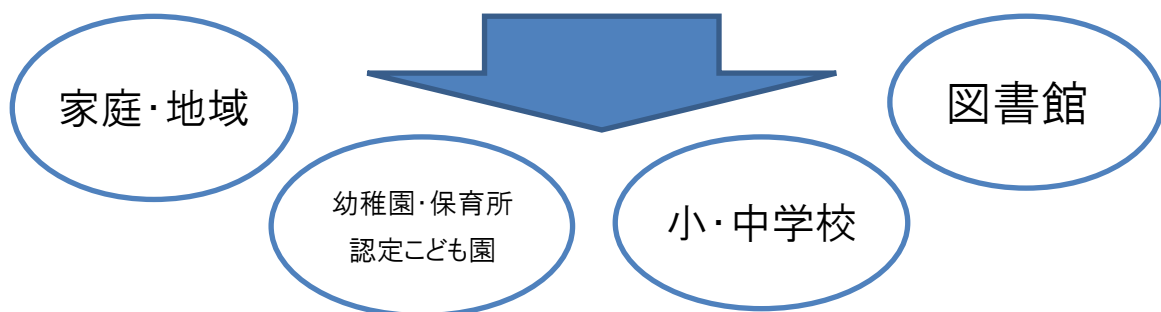 家庭・地域
図書館
幼稚園・保育所
認定こども園
小・中学校